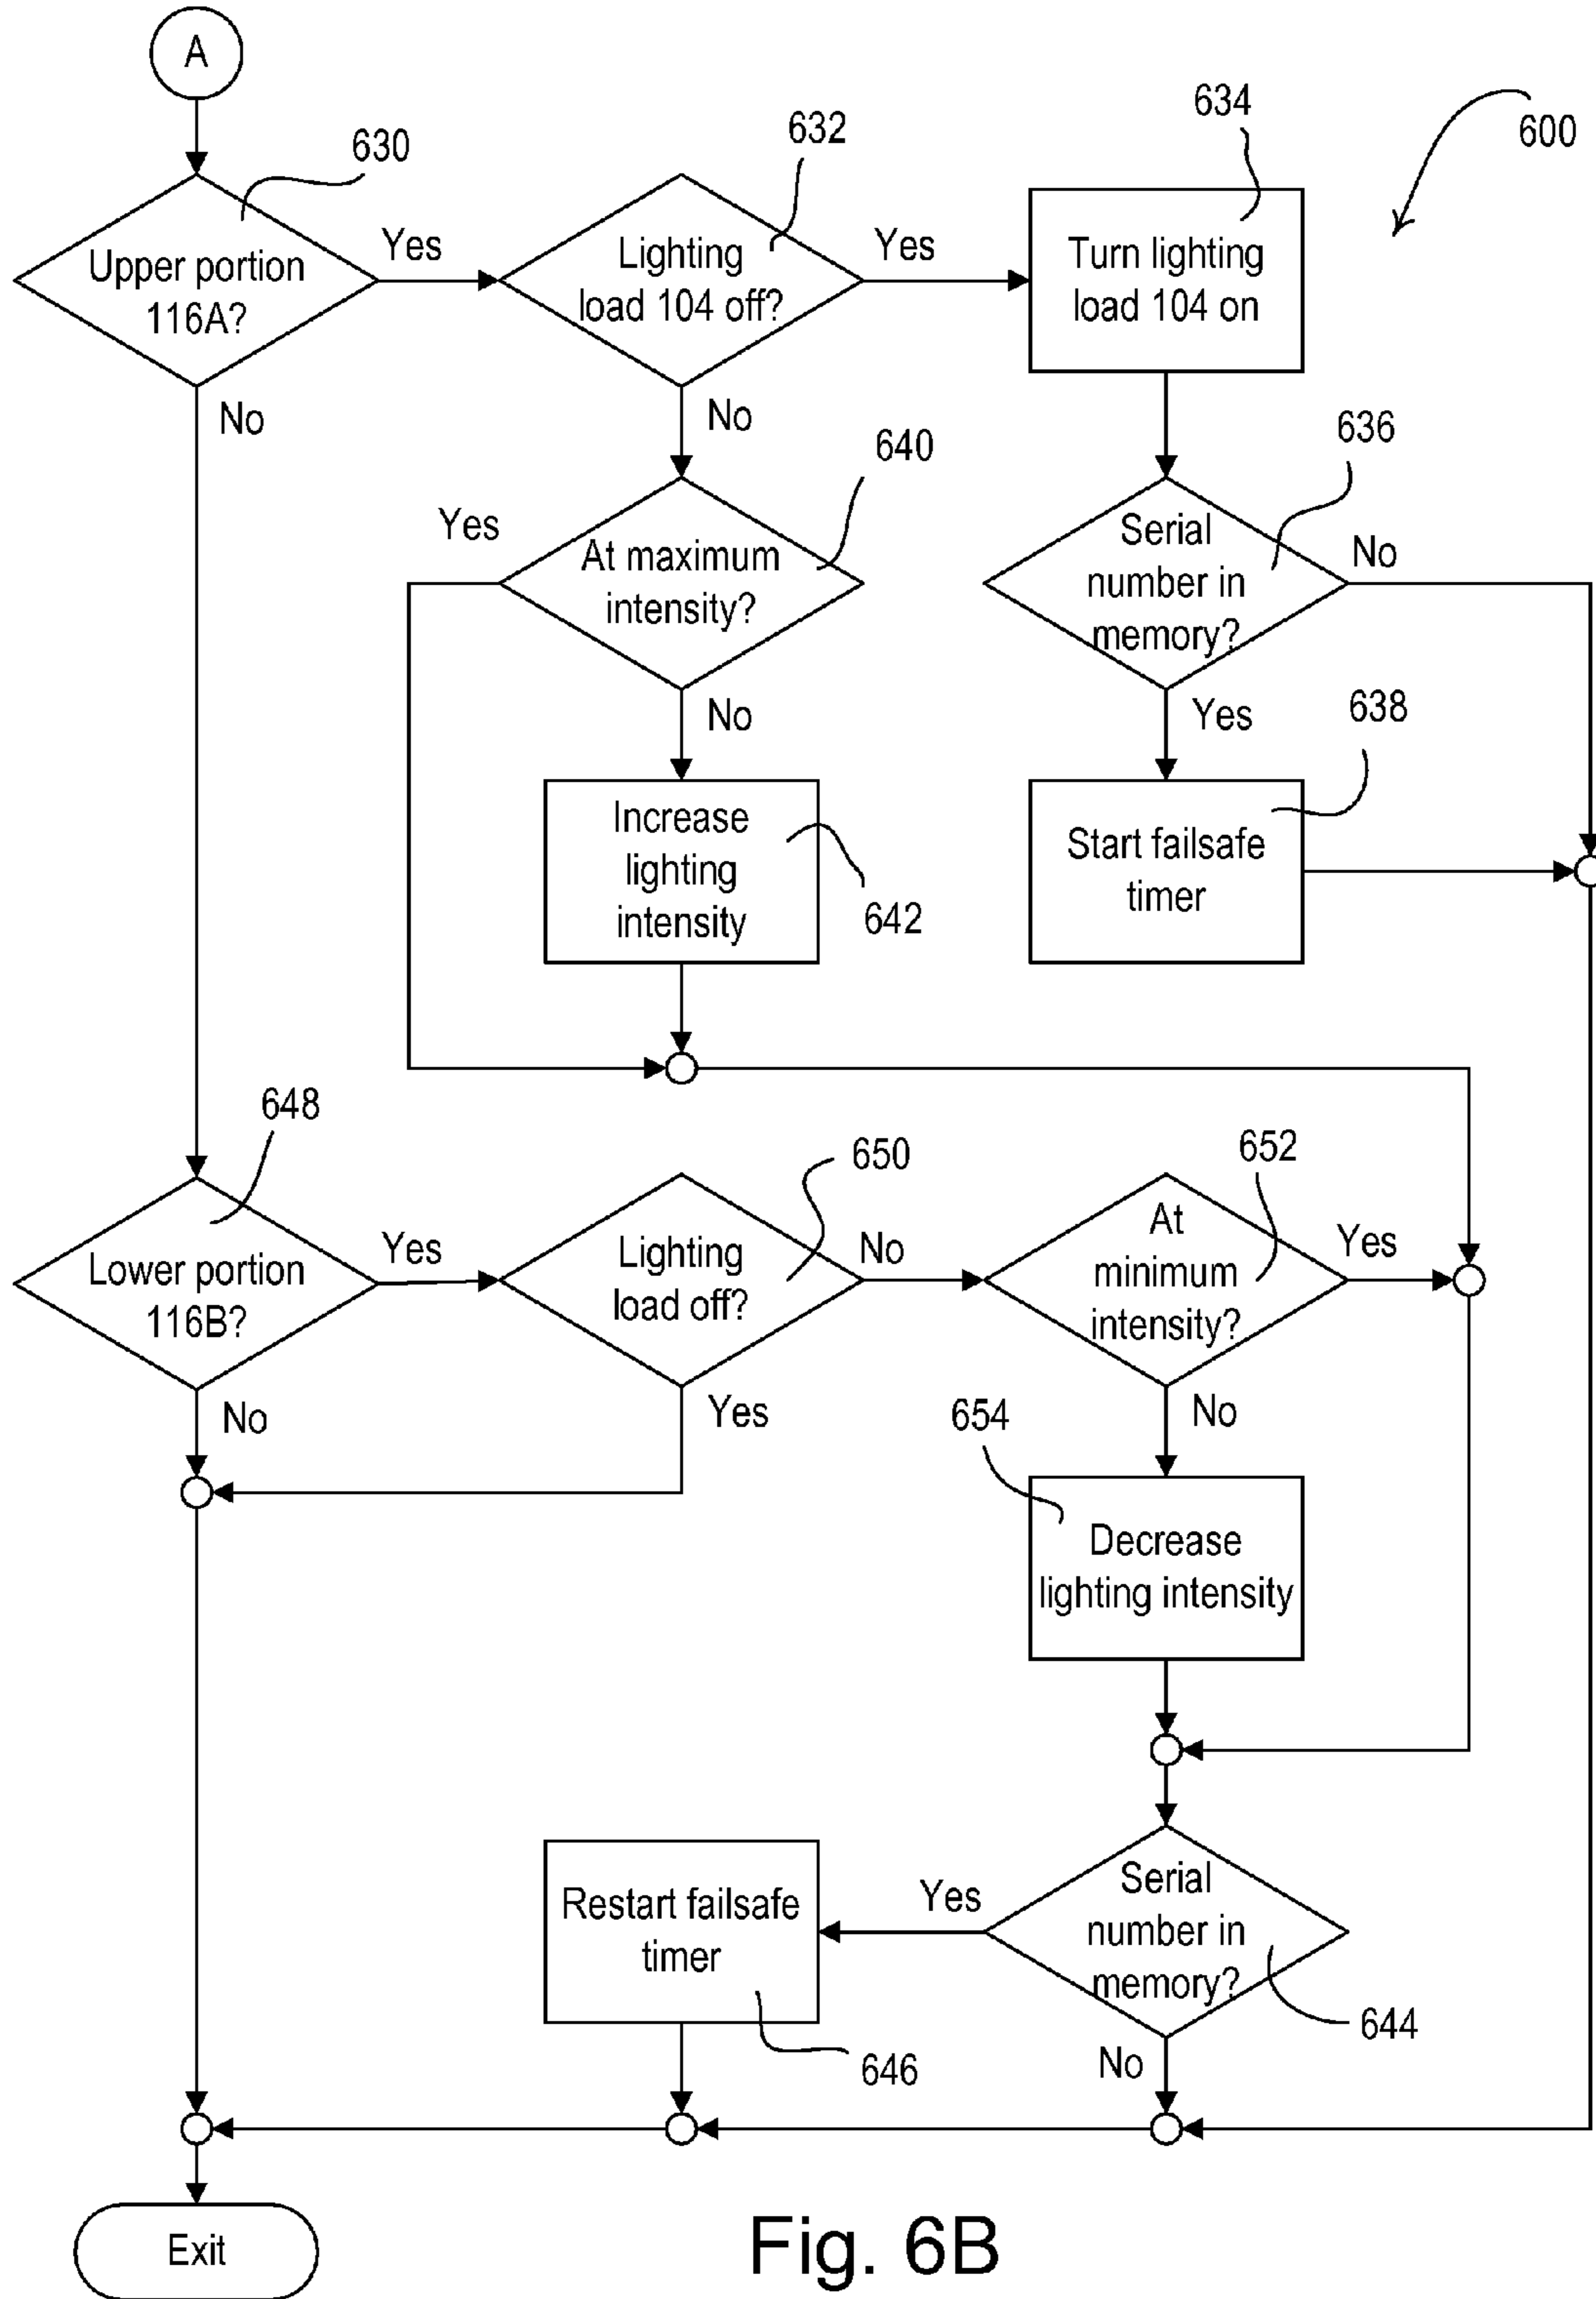 A
600
630
Upper portion
116A?
Yes
No
632
Lighting
load 104 off?
Yes
No
634
Turn lighting
load 104 on
636
Serial
number in
memory?
No
Yes
638
Start failsafe
timer
640
Yes
At maximum
intensity?
No
Increase
lighting
intensity
642
648
Lower portion
116B?
Yes
No
650
Lighting
load off?
No
Yes
652
At
minimum
intensity?
Yes
No
654
Decrease
lighting intensity
Serial
number in
memory?
644
Yes
No
Restart failsafe
timer
646
Exit
Fig. 6B